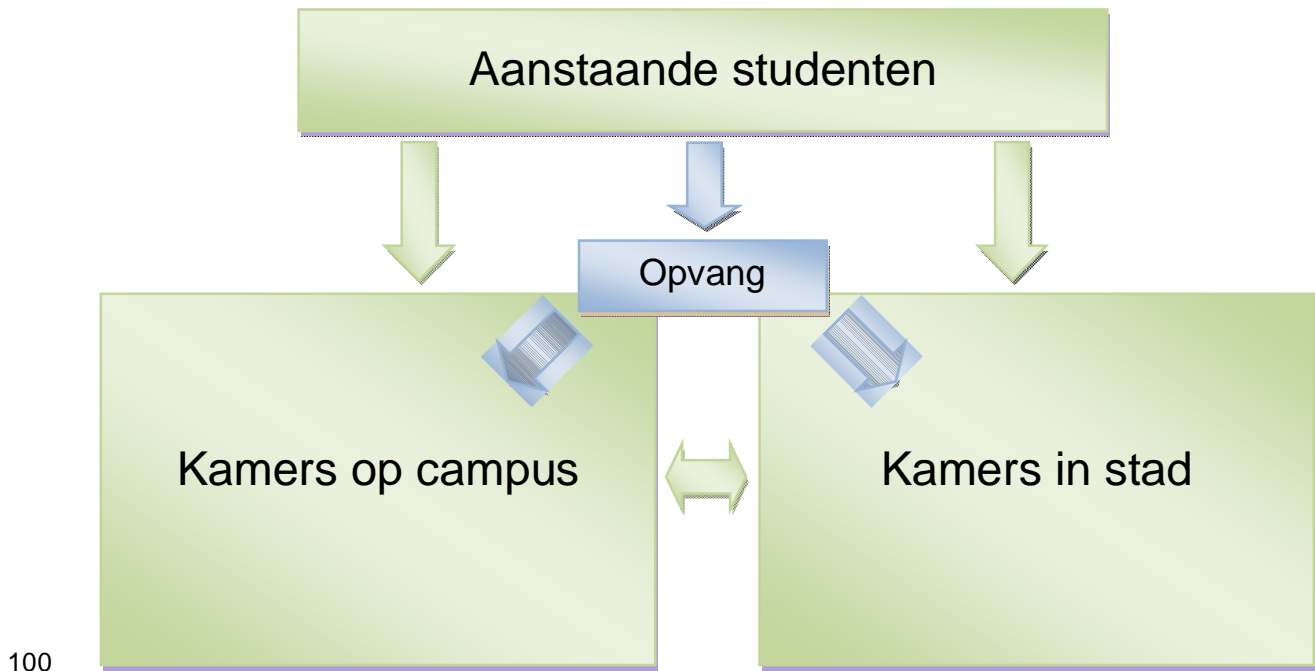 Aanstaande studenten
Opvang
Kamers op campus
Kamers in stad
100